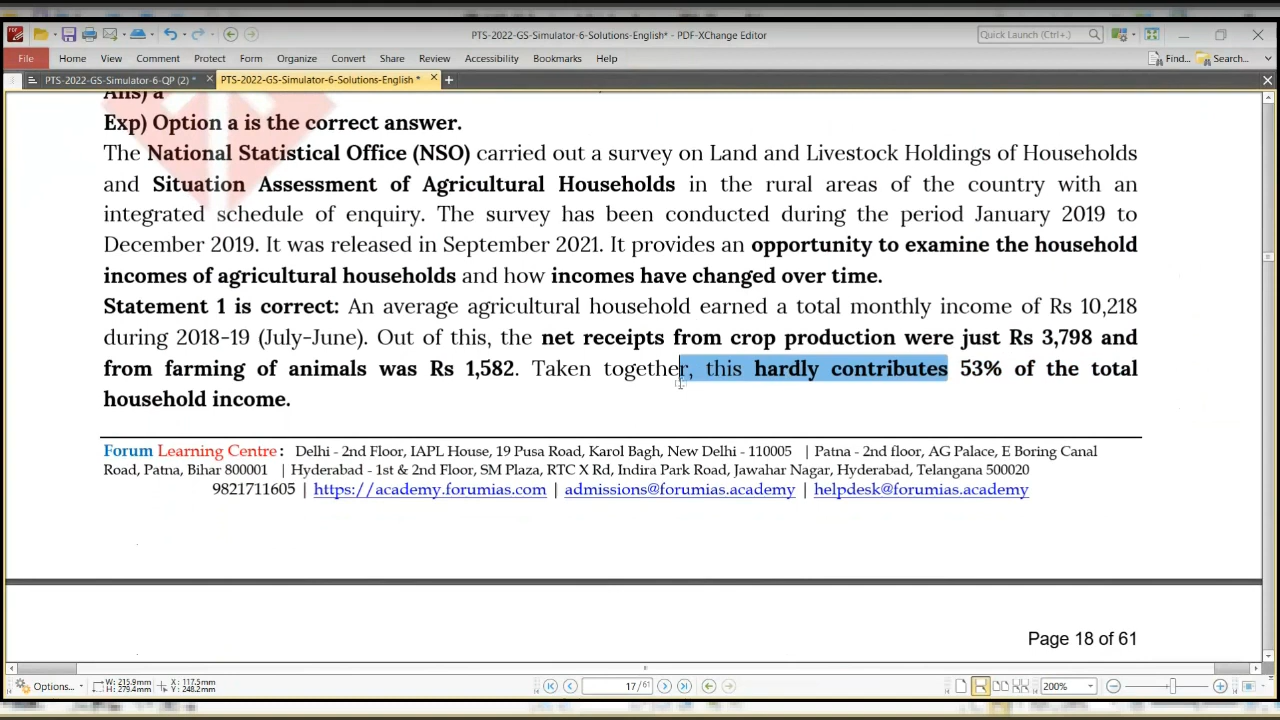 PTS-2022-GS-Simulator-6-Solutions-English* - PDF-XChange Editor
Quick Launch (Ctrl+.)
File Home View Comment Protect Form Organize Convert Share Review Accessibility Bookmarks Help Find... Search...
PTS-2022-GS-Simulator-6-QP (2) * PTS-2022-GS-Simulator-6-Solutions-English *
Ans) a
Exp) Option a is the correct answer.
The National Statistical Office (NSO) carried out a survey on Land and Livestock Holdings of Households
and Situation Assessment of Agricultural Households in the rural areas of the country with an
integrated schedule of enquiry. The survey has been conducted during the period January 2019 to
December 2019. It was released in September 2021. It provides an opportunity to examine the household
incomes of agricultural households and how incomes have changed over time.
Statement 1 is correct: An average agricultural household earned a total monthly income of Rs 10,218
during 2018-19 (July-June). Out of this, the net receipts from crop production were just Rs 3,798 and
from farming of animals was Rs 1,582. Taken together, this hardly contributes 53% of the total
household income.
Forum Learning Centre : Delhi - 2nd Floor, IAPL House, 19 Pusa Road, Karol Bagh, New Delhi - 110005 | Patna - 2nd floor, AG Palace, E Boring Canal
Road, Patna, Bihar 800001 | Hyderabad - 1st & 2nd Floor, SM Plaza, RTC X Rd, Indira Park Road, Jawahar Nagar, Hyderabad, Telangana 500020
9821711605 | https://academy.forumias.com | admissions@forumias.academy | helpdesk@forumias.academy
Page 18 of 61
Options... W: 215.9mm X: 117.5mm
H: 279.4mm Y: 248.2mm
17/61 200%